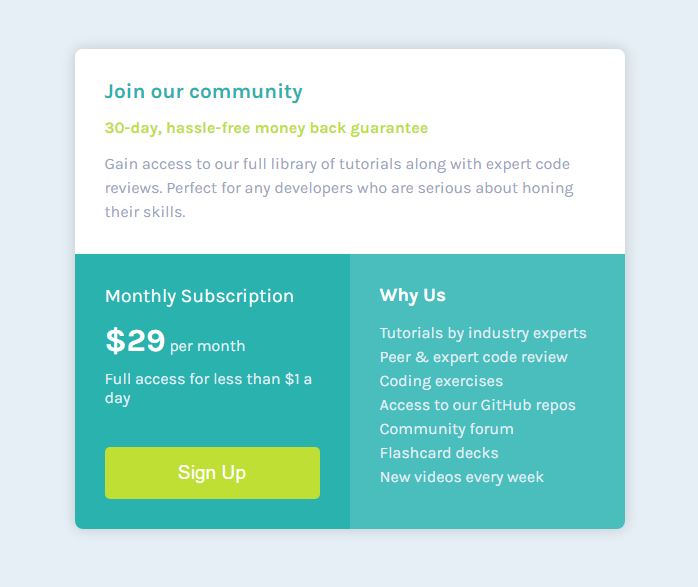 Join our community
30-day, hassle-free money back guarantee
Gain access to our full library of tutorials along with expert code
reviews. Perfect for any developers who are serious about honing
their skills.
Monthly Subscription
$29 per month
Full access for less than $1 a
day
Sign Up
Why Us
Tutorials by industry experts
Peer & expert code review
Coding exercises
Access to our GitHub repos
Community forum
Flashcard decks
New videos every week